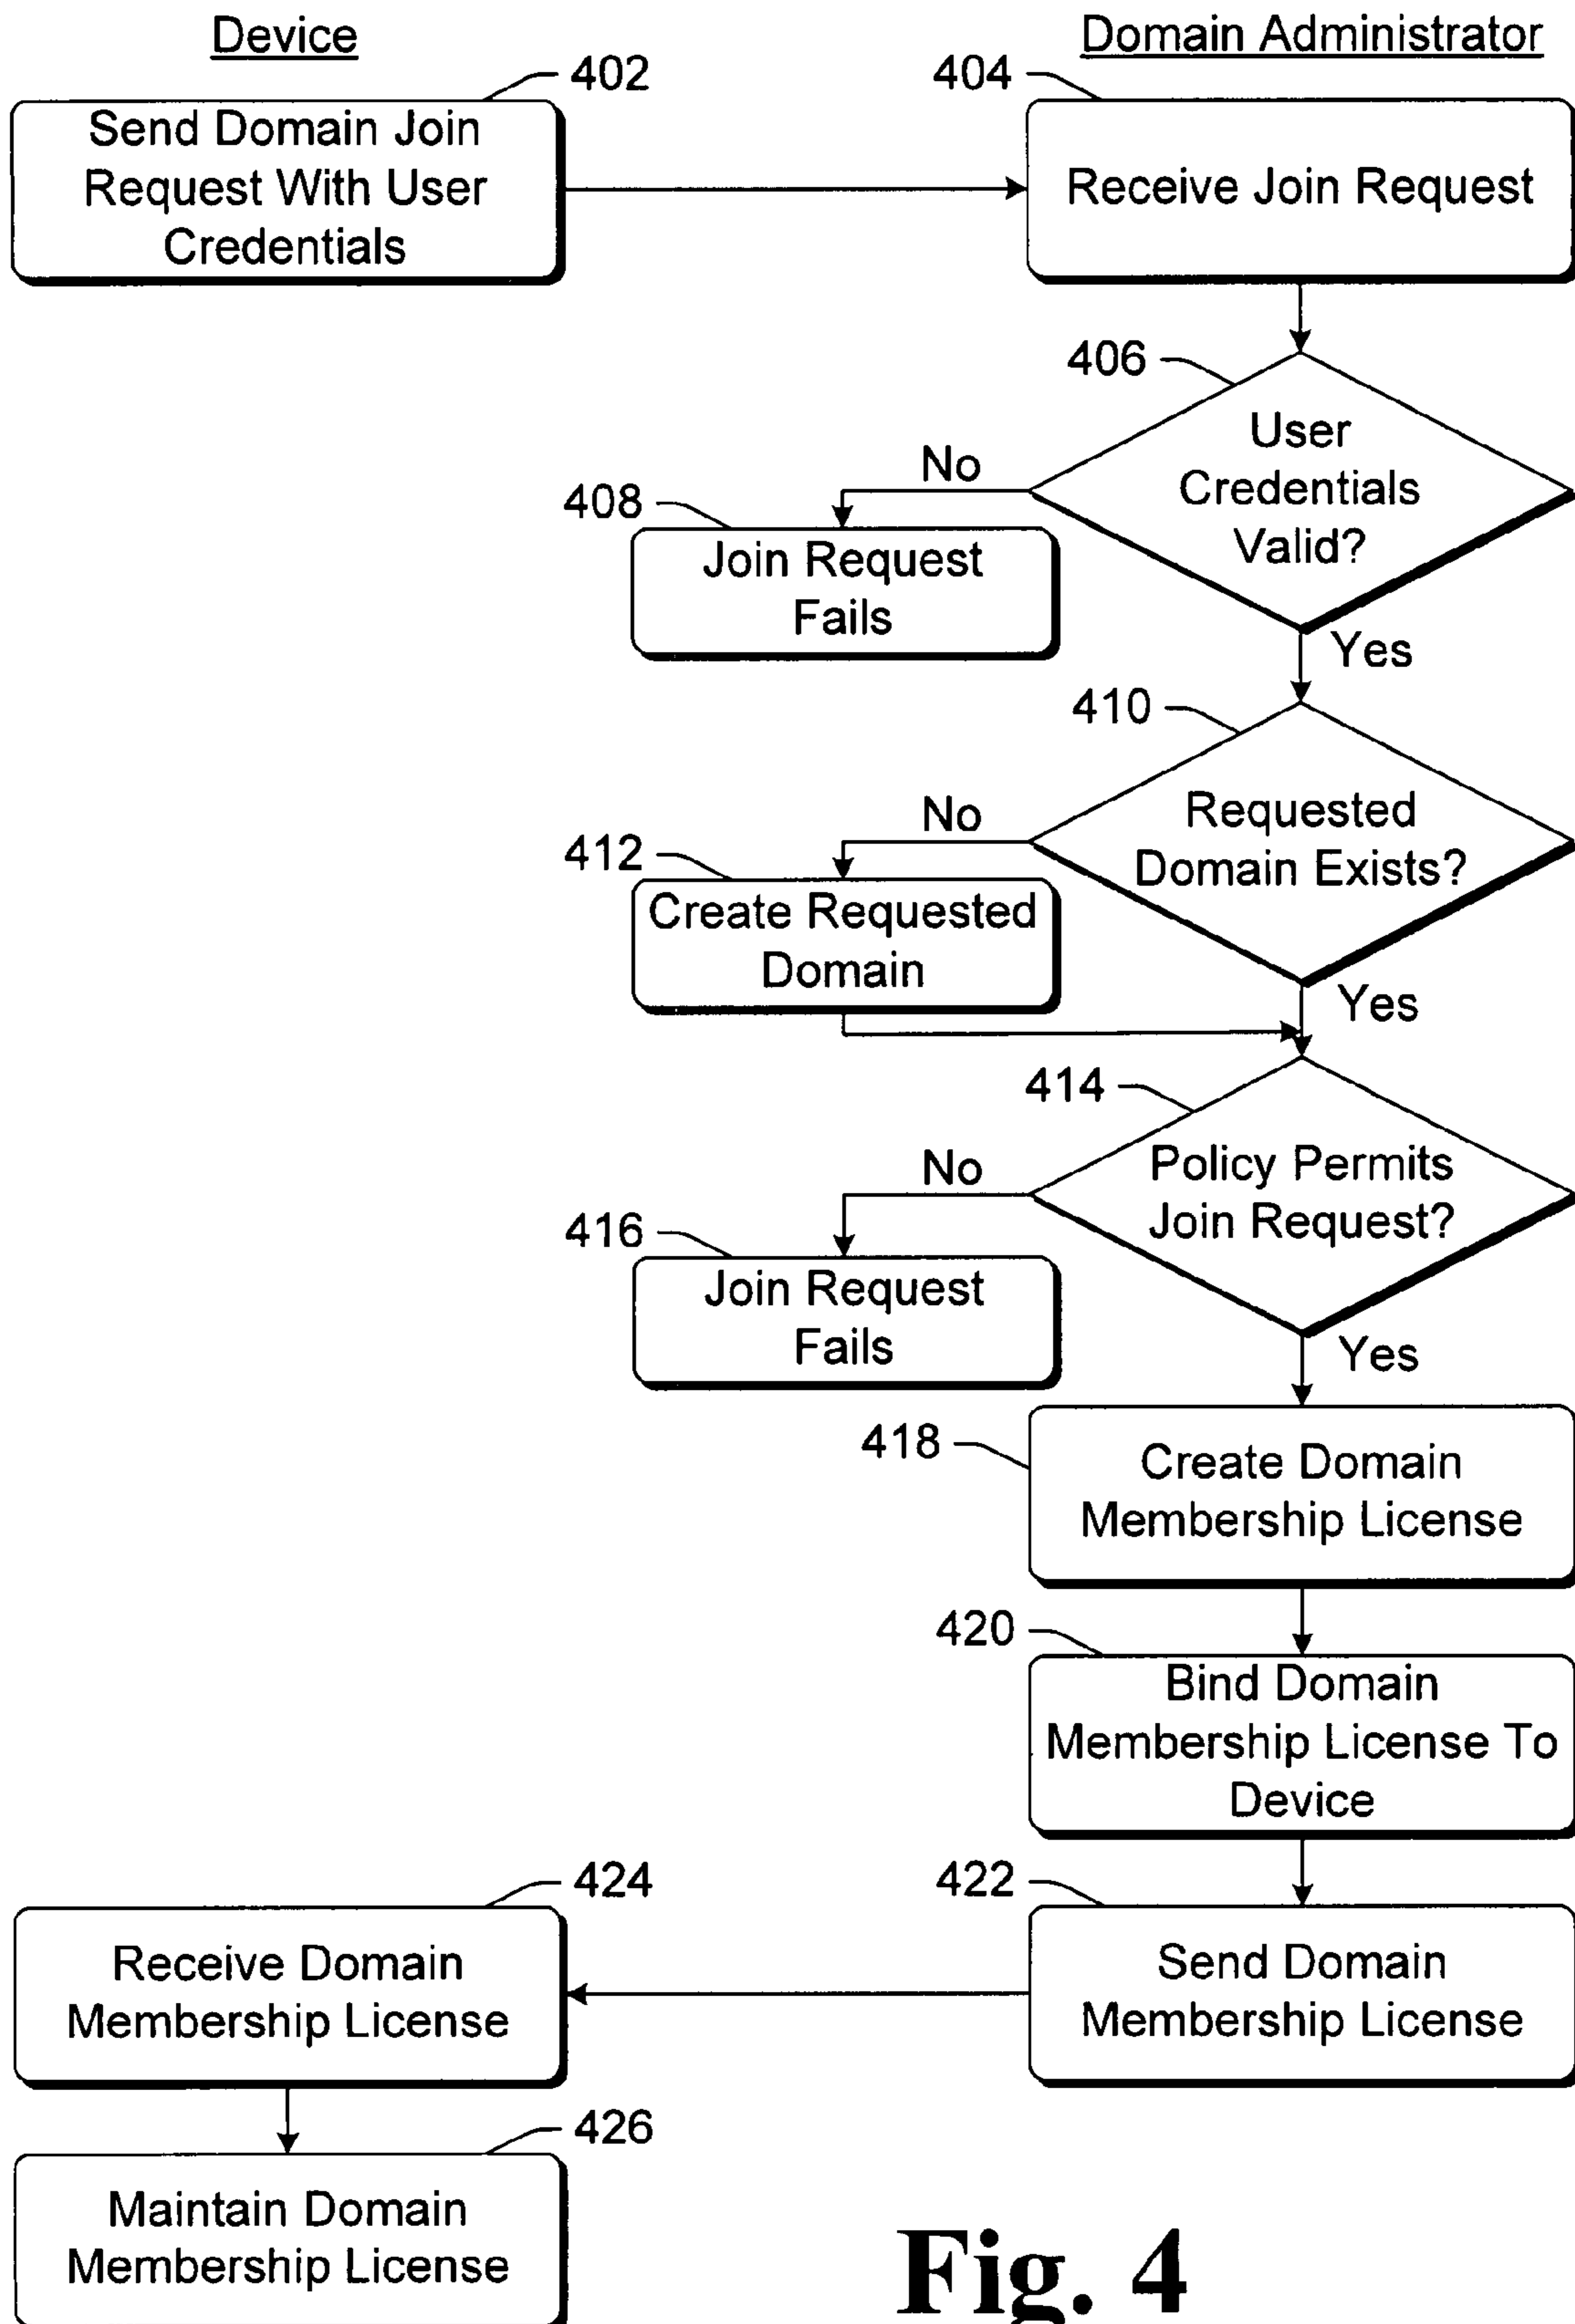 Device
Domain Administrator
402
404
Send Domain Join
Request With User
Credentials
Receive Join Request
406
User
Credentials
Valid?
No
408
Join Request
Fails
Yes
410
Requested
Domain Exists?
No
412
Create Requested
Domain
Yes
414
Policy Permits
Join Request?
No
416
Join Request
Fails
Yes
418
Create Domain
Membership License
420
Bind Domain
Membership License To
Device
424
422
Receive Domain
Membership License
Send Domain
Membership License
426
Maintain Domain
Membership License
Fig. 4